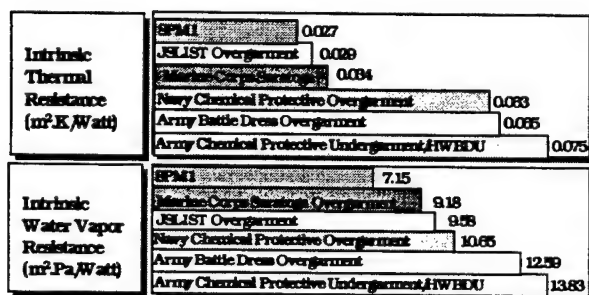 Intrinsic
Thermal
Resistance
(m².K/Watt)
SPM1 0.027
JSLIST Overgarment 0.029
Marine Corps Saratoga 0.034
Navy Chemical Protective Overgarment 0.063
Army Battle Dress Overgarment 0.065
Army Chemical Protective Undergarment,HWBDU 0.075
Intrinsic
Water Vapor
Resistance
(m².Pa/Watt)
SPM1 7.15
Marine Corps Saratoga Overgarment 9.18
JSLIST Overgarment 9.58
Navy Chemical Protective Overgarment 10.65
Army Battle Dress Overgarment 12.59
Army Chemical Protective Undergarment,HWBDU 13.83